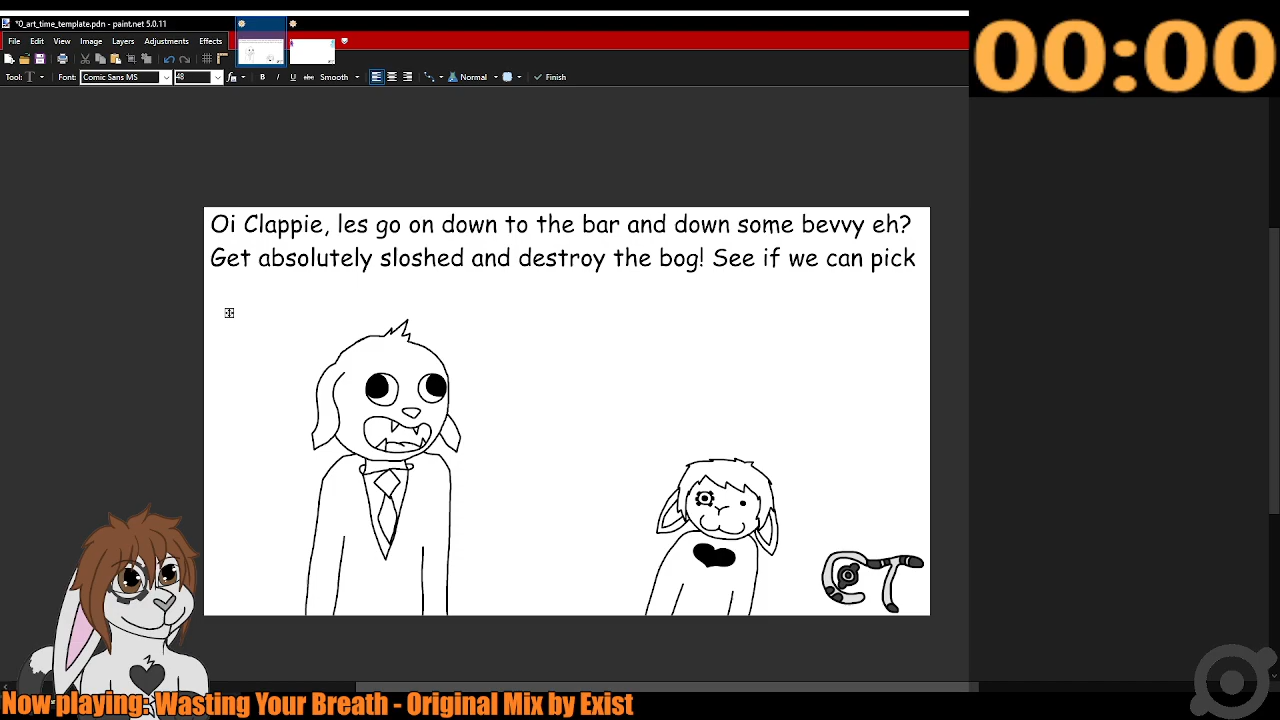 *0_art_time_template.pdn - paint.net 5.0.11
00:00
File Edit View Image Layers Adjustments Effects
Tool: T Font: Comic Sans MS 48 B I U abc Smooth Normal Finish
Oi Clappie, les go on down to the bar and down some bevvy eh?
Get absolutely sloshed and destroy the bog! See if we can pick
CT
Now playing: Wasting Your Breath - Original Mix by Exist